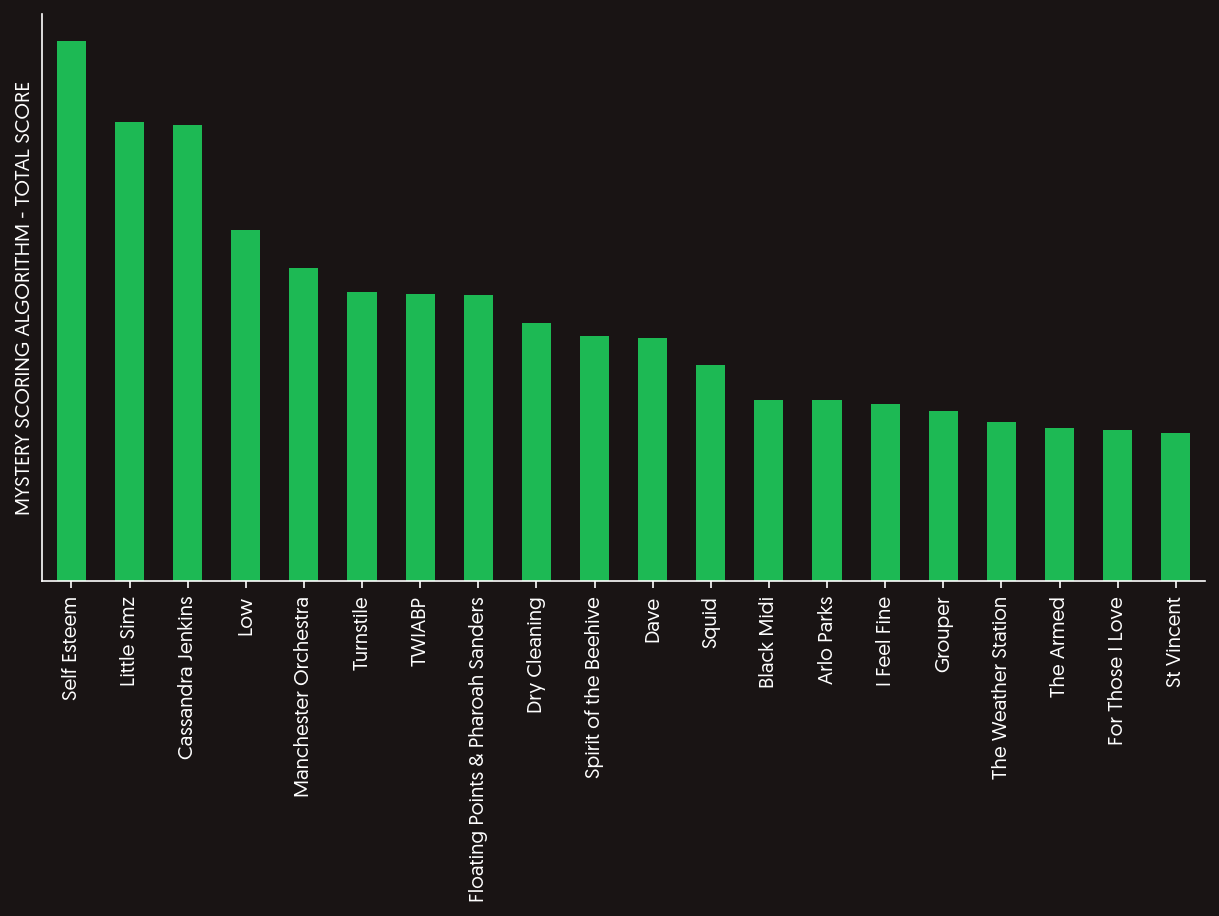 MYSTERY SCORING ALGORITHM - TOTAL SCORE
Self Esteem
Little Simz
Cassandra Jenkins
Low
Manchester Orchestra
Turnstile
TWIABP
Floating Points & Pharoah Sanders
Dry Cleaning
Spirit of the Beehive
Dave
Squid
Black Midi
Arlo Parks
I Feel Fine
Grouper
The Weather Station
The Armed
For Those I Love
St Vincent